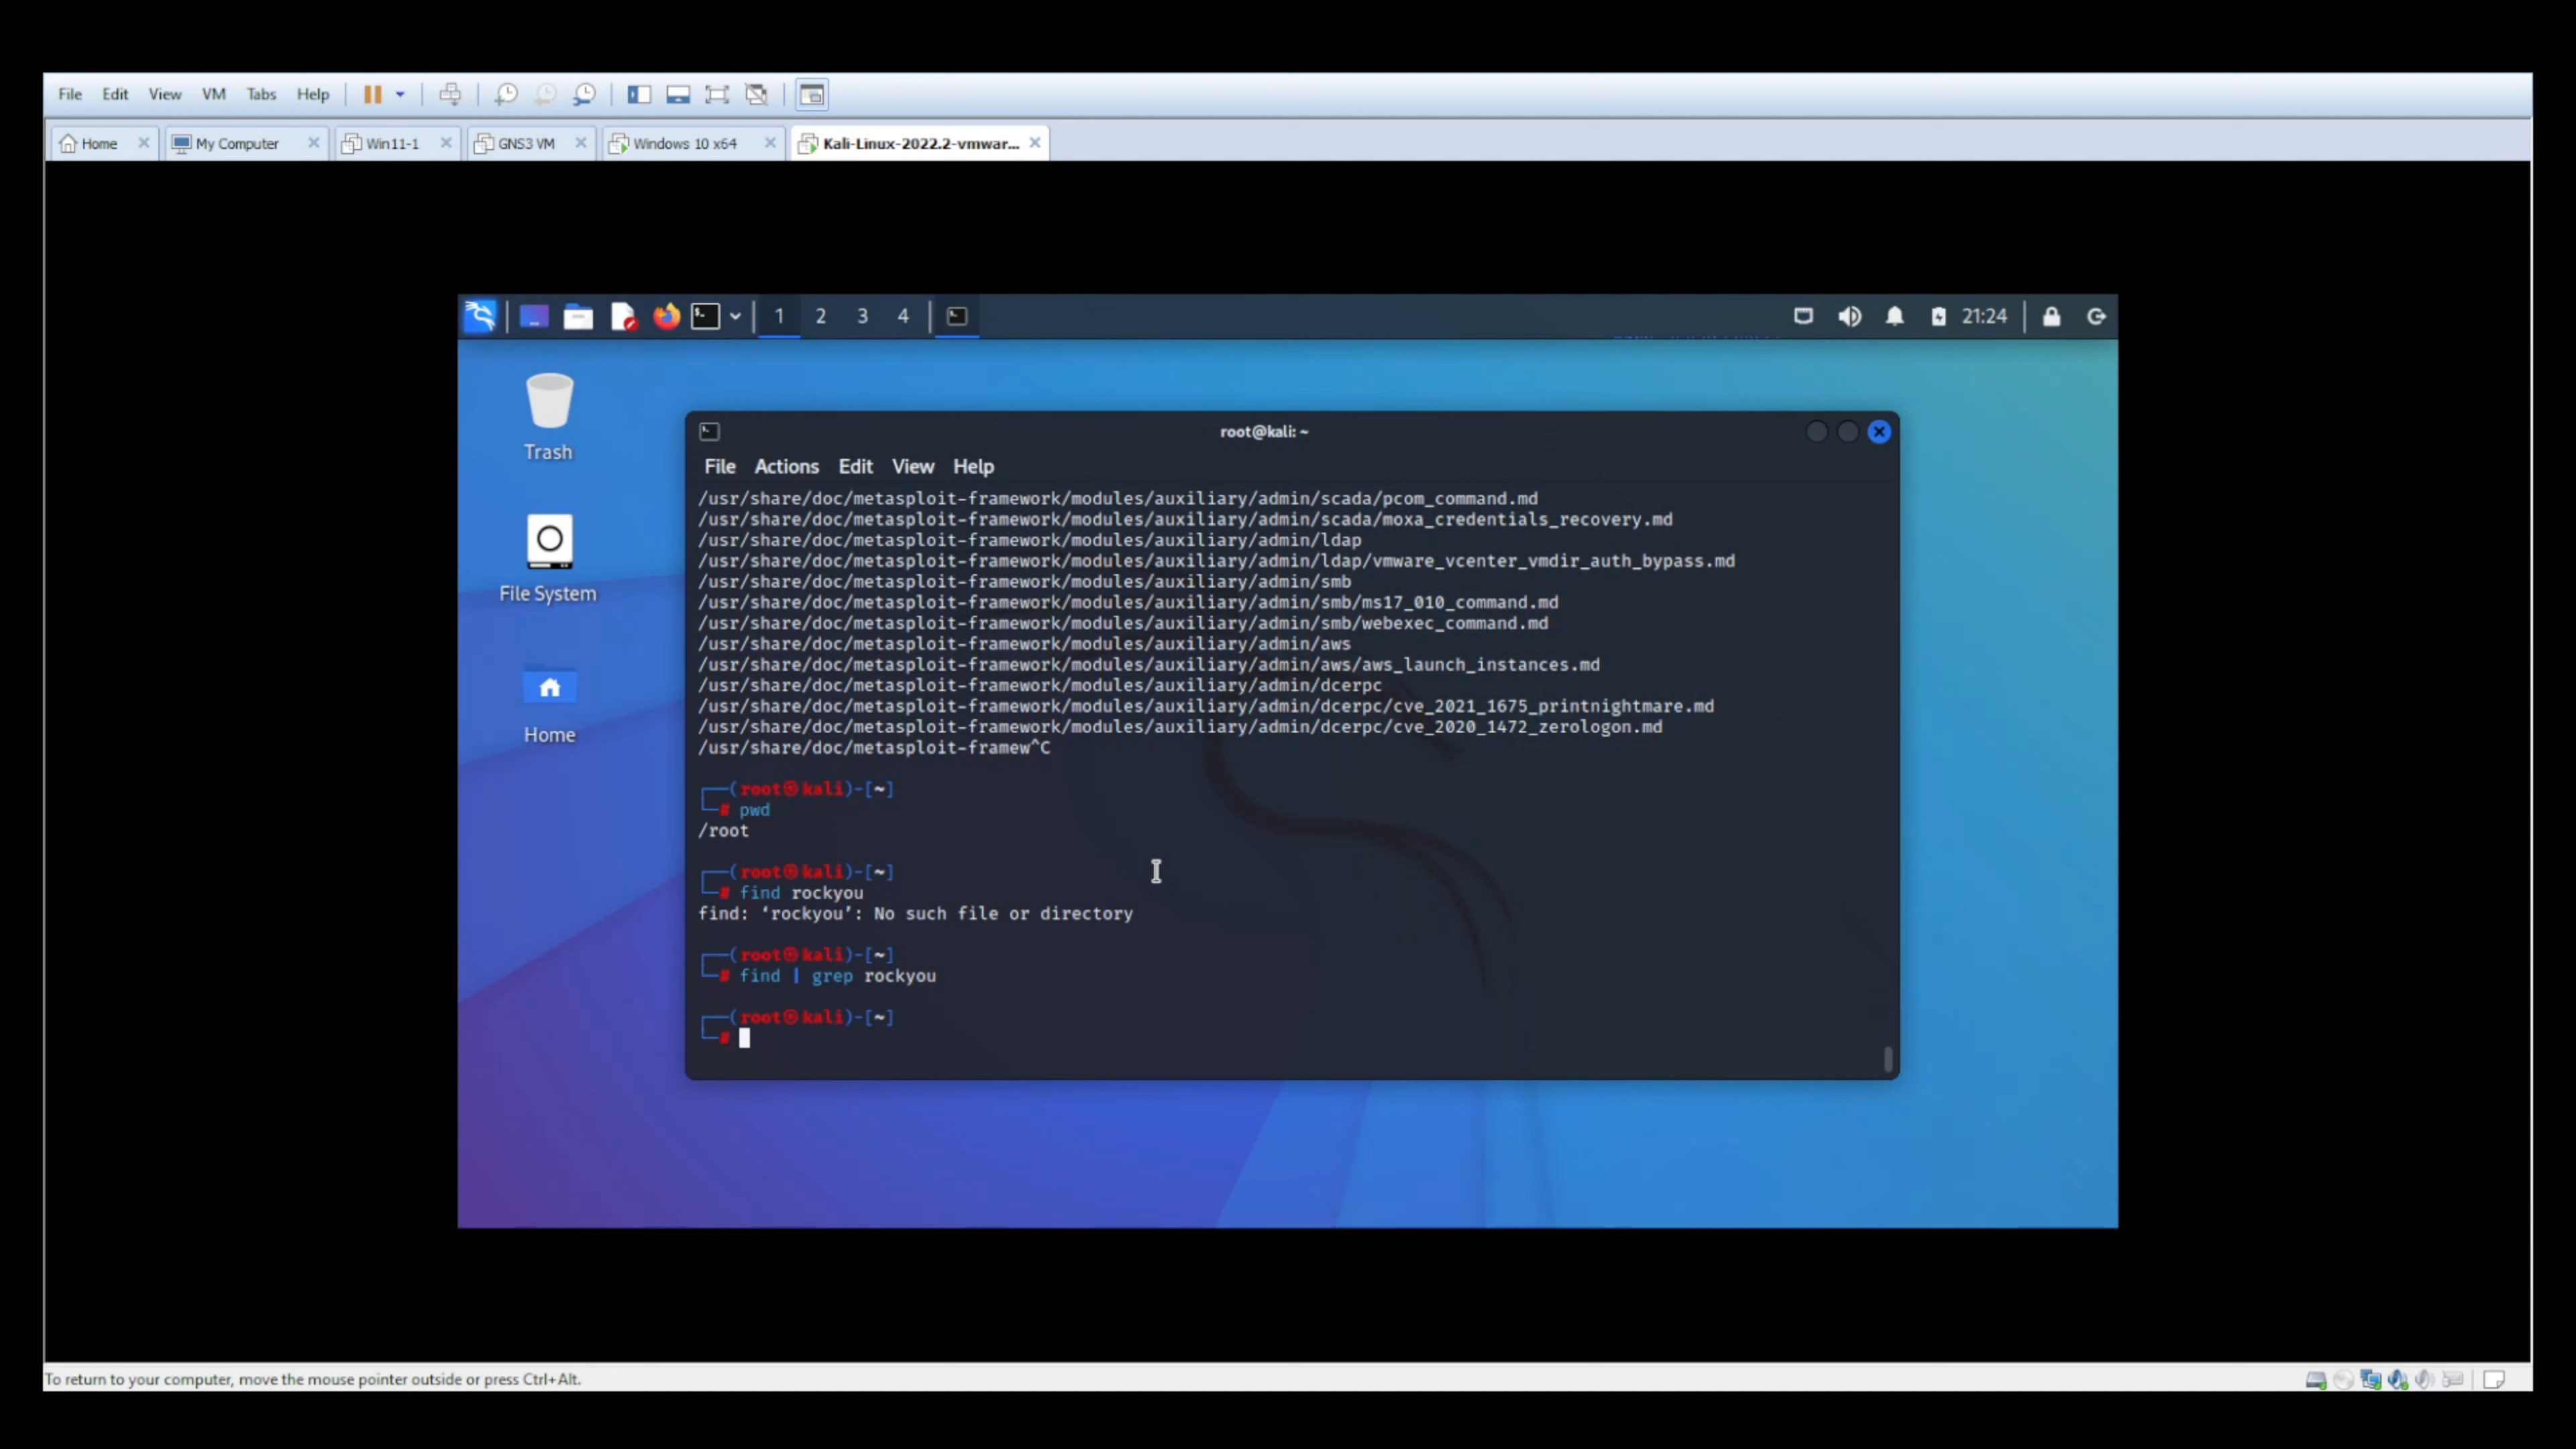 File Edit View VM Tabs Help
Home My Computer Win11-1 GNS3 VM Windows 10 x64 Kali-Linux-2022.2-vmwar...
1 2 3 4 21:24
Trash
File System
Home
root@kali: ~
File Actions Edit View Help
/usr/share/doc/metasploit-framework/modules/auxiliary/admin/scada/pcom_command.md
/usr/share/doc/metasploit-framework/modules/auxiliary/admin/scada/moxa_credentials_recovery.md
/usr/share/doc/metasploit-framework/modules/auxiliary/admin/ldap
/usr/share/doc/metasploit-framework/modules/auxiliary/admin/ldap/vmware_vcenter_vmdir_auth_bypass.md
/usr/share/doc/metasploit-framework/modules/auxiliary/admin/smb
/usr/share/doc/metasploit-framework/modules/auxiliary/admin/smb/ms17_010_command.md
/usr/share/doc/metasploit-framework/modules/auxiliary/admin/smb/webexec_command.md
/usr/share/doc/metasploit-framework/modules/auxiliary/admin/aws
/usr/share/doc/metasploit-framework/modules/auxiliary/admin/aws/aws_launch_instances.md
/usr/share/doc/metasploit-framework/modules/auxiliary/admin/dcerpc
/usr/share/doc/metasploit-framework/modules/auxiliary/admin/dcerpc/cve_2021_1675_printnightmare.md
/usr/share/doc/metasploit-framework/modules/auxiliary/admin/dcerpc/cve_2020_1472_zerologon.md
/usr/share/doc/metasploit-framew^C
┌──(root㉿kali)-[~]
└─# pwd
/root
┌──(root㉿kali)-[~]
└─# find rockyou
find: ‘rockyou’: No such file or directory
┌──(root㉿kali)-[~]
└─# find | grep rockyou
┌──(root㉿kali)-[~]
└─#
To return to your computer, move the mouse pointer outside or press Ctrl+Alt.